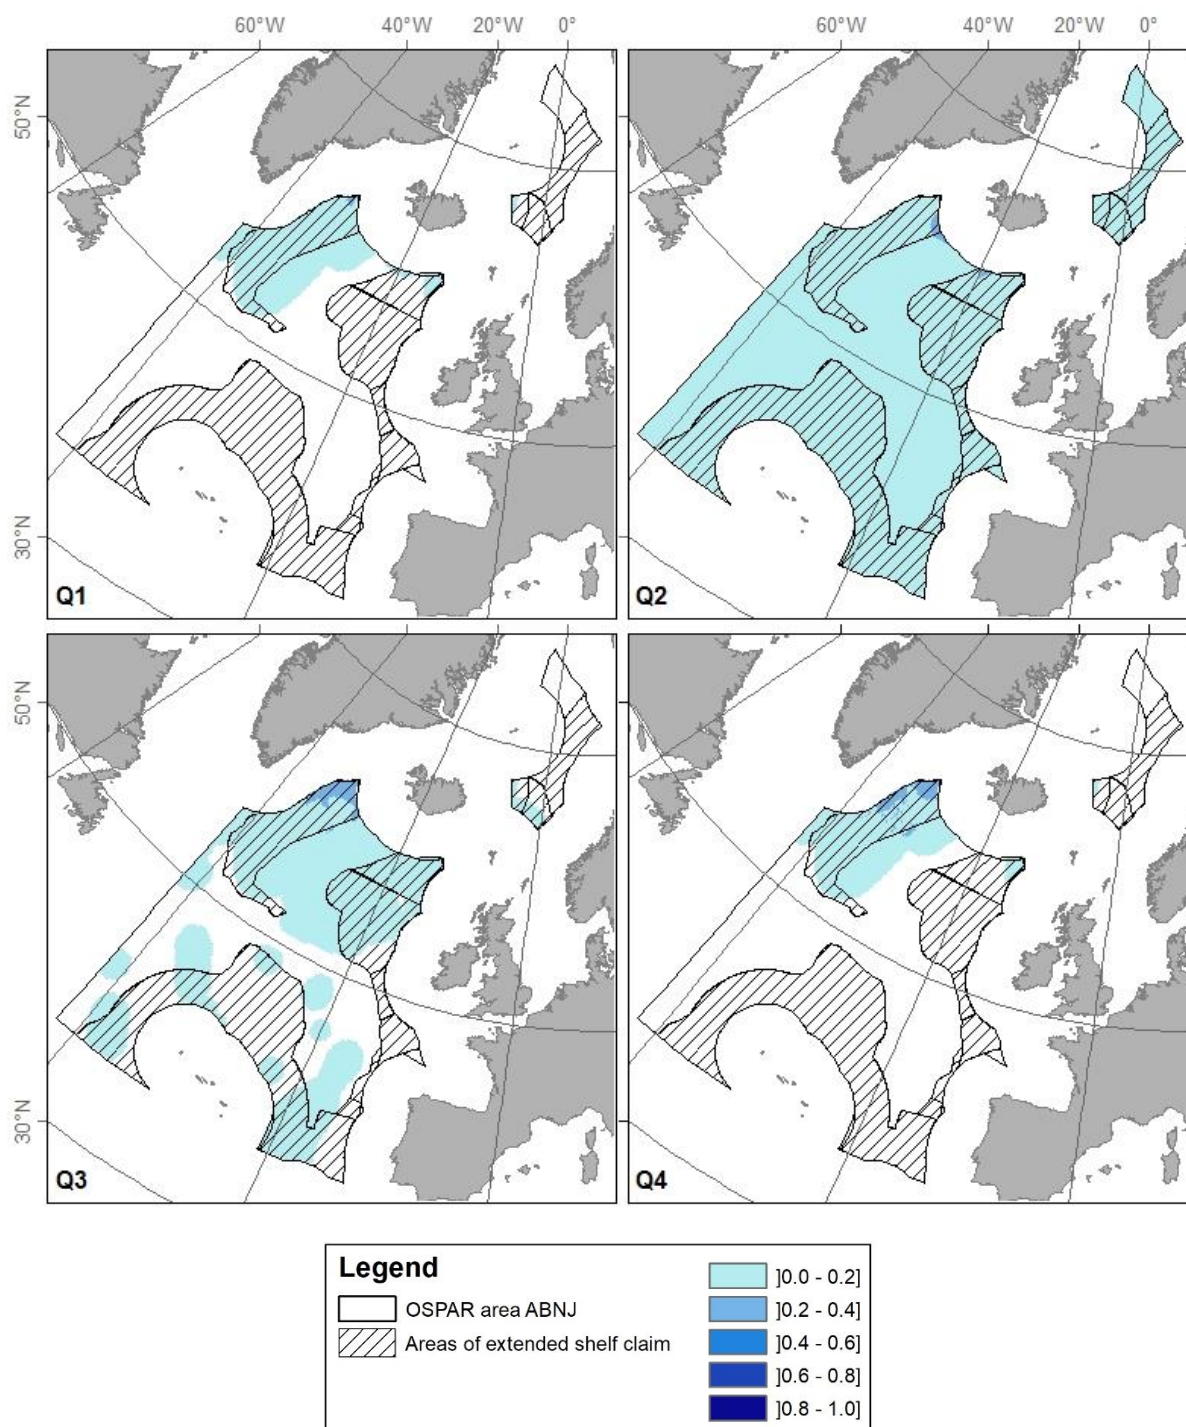 60°W 40°W 20°W 0° 60°W 40°W 20°W 0°
50°N
30°N
Q1 Q2
50°N
30°N
Q3 Q4
Legend
OSPAR area ABNJ
Areas of extended shelf claim
]0.0 - 0.2]
]0.2 - 0.4]
]0.4 - 0.6]
]0.6 - 0.8]
]0.8 - 1.0]